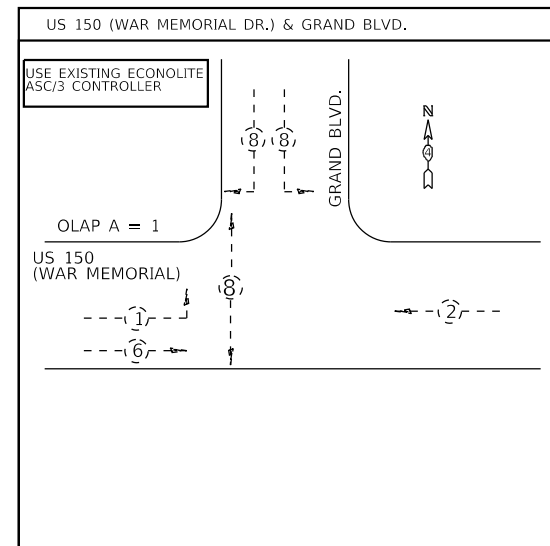 US 150 (WAR MEMORIAL DR.) & GRAND BLVD.
USE EXISTING ECONOLITE
ASC/3 CONTROLLER
8 8
GRAND BLVD.
N
4
OLAP A = 1
US 150
(WAR MEMORIAL)
8
1
2
6